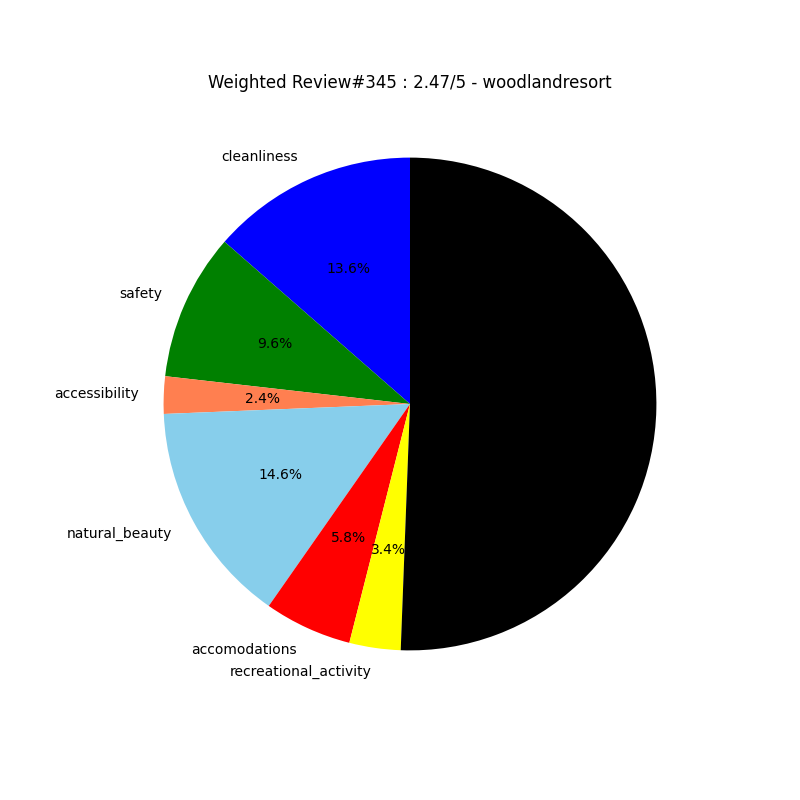 Weighted Review#345 : 2.47/5 - woodlandresort
cleanliness
13.6%
safety
9.6%
accessibility
2.4%
natural_beauty
14.6%
accomodations
5.8%
recreational_activity
3.4%